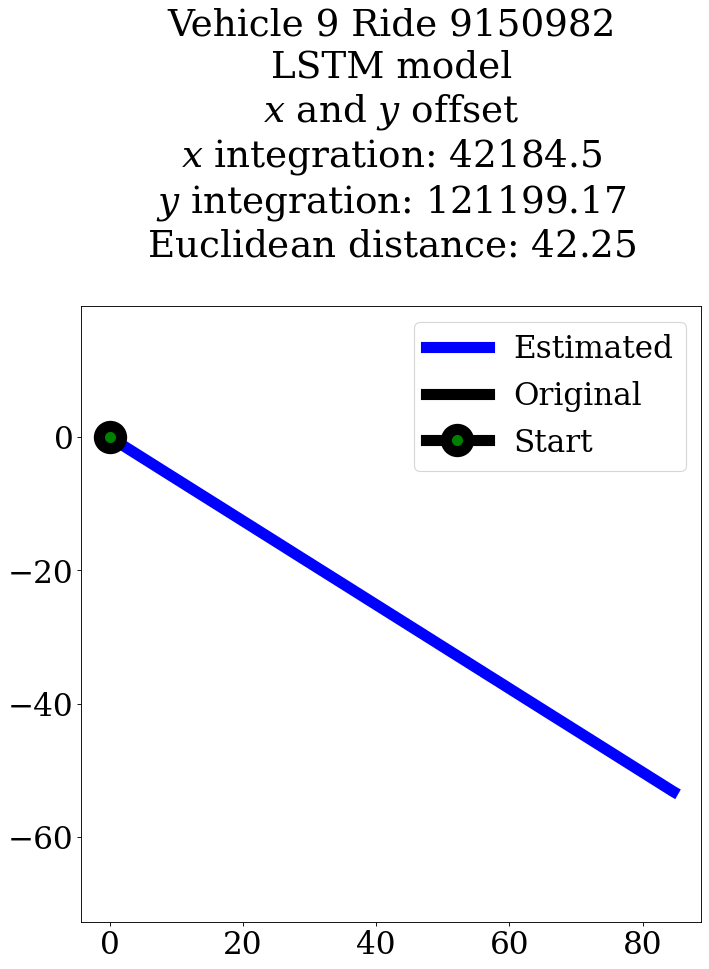 Vehicle 9 Ride 9150982
LSTM model
x and y offset
x integration: 42184.5
y integration: 121199.17
Euclidean distance: 42.25
Estimated
Original
Start
0
−20
−40
−60
0 20 40 60 80